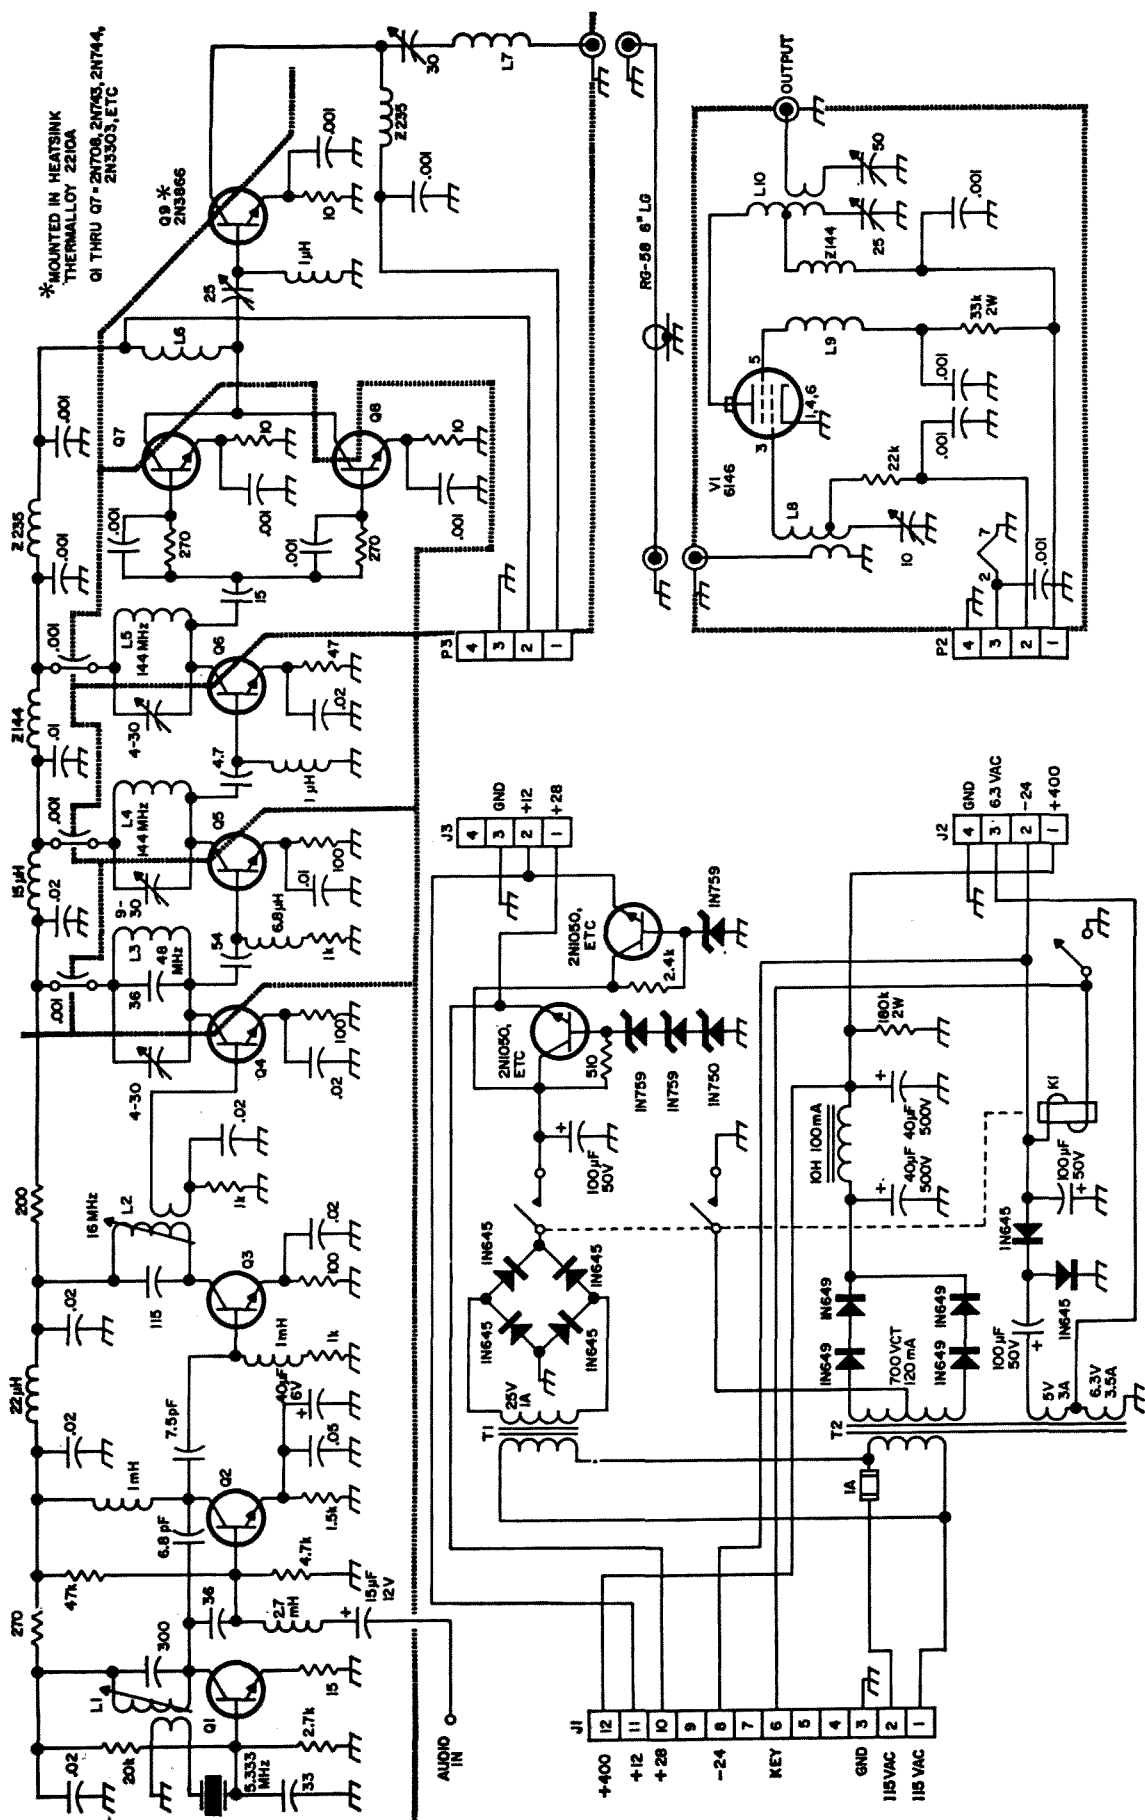 *MOUNTED IN HEATSINK
THERMALLOY 2210A
Q1 THRU Q7 = 2N708, 2N743, 2N744,
2N3303, ETC
.02
20k
5.333
MHz
33
2.7k
L1
300
Q1
15
270
47k
36
2.7
mH
15µF
12V
AUDIO
IN
4.7k
6.8pF
1mH
Q2
1.5k
.02
.05
40µF
6V
22µH
7.5pF
1mH
1k
.02
115
16MHz
L2
Q3
100
.02
200
1k
.02
4-30
36
L3
48
MHz
Q4
.02
100
.001
54
6.8µH
1k
.02
15µH
9-
30
L4
144MHz
Q5
.01
100
.001
4.7
1µH
.01
Z144
4-30
L5
144MHz
Q6
.02
47
.001
15
.001
Z235
.001
270
.001
270
Q7
.001
10
Q8
.001
10
.001
L6
25
1µH
Q9*
2N3866
10
.001
.001
Z235
30
L7
P3
4
3
2
1
RG-58 6" LG
V1
6146
3
5
1,4,6
L8
10
22k
.001
.001
L9
33k
2W
Z144
L10
25
50
.001
OUTPUT
2
7
.001
P2
4
3
2
1
J3
4
3
2
1
GND
+12
+28
2N1050,
ETC
2.4k
1N759
2N1050,
ETC
510
1N759
1N759
1N750
100µF
50V
1N645
1N645
1N645
1N645
T1
25V
1A
J2
4
3
2
1
GND
6.3VAC
-24
+400
180k
2W
10H 100mA
40µF
500V
40µF
500V
K1
100µF
50V
1N645
1N645
100µF
50V
1N649
1N649
1N649
1N649
700VCT
120mA
T2
5V
3A
6.3V
3.5A
1A
J1
12
11
10
9
8
7
6
5
4
3
2
1
+400
+12
+28
-24
KEY
GND
115VAC
115VAC